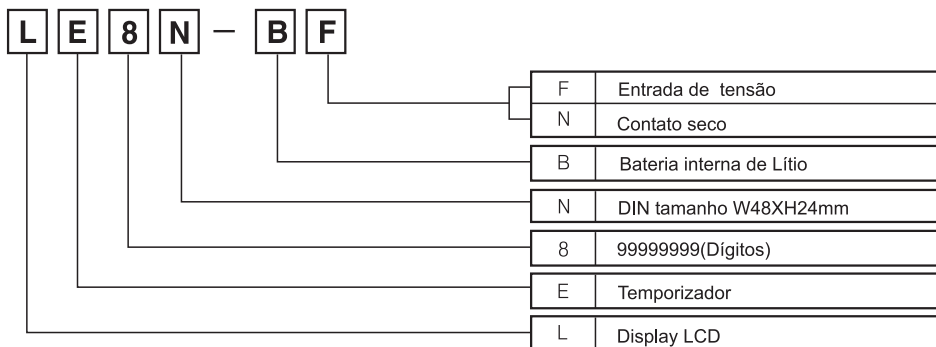 L E 8 N - B F
F Entrada de tensão
N Contato seco
B Bateria interna de Lítio
N DIN tamanho W48XH24mm
8 99999999(Dígitos)
E Temporizador
L Display LCD